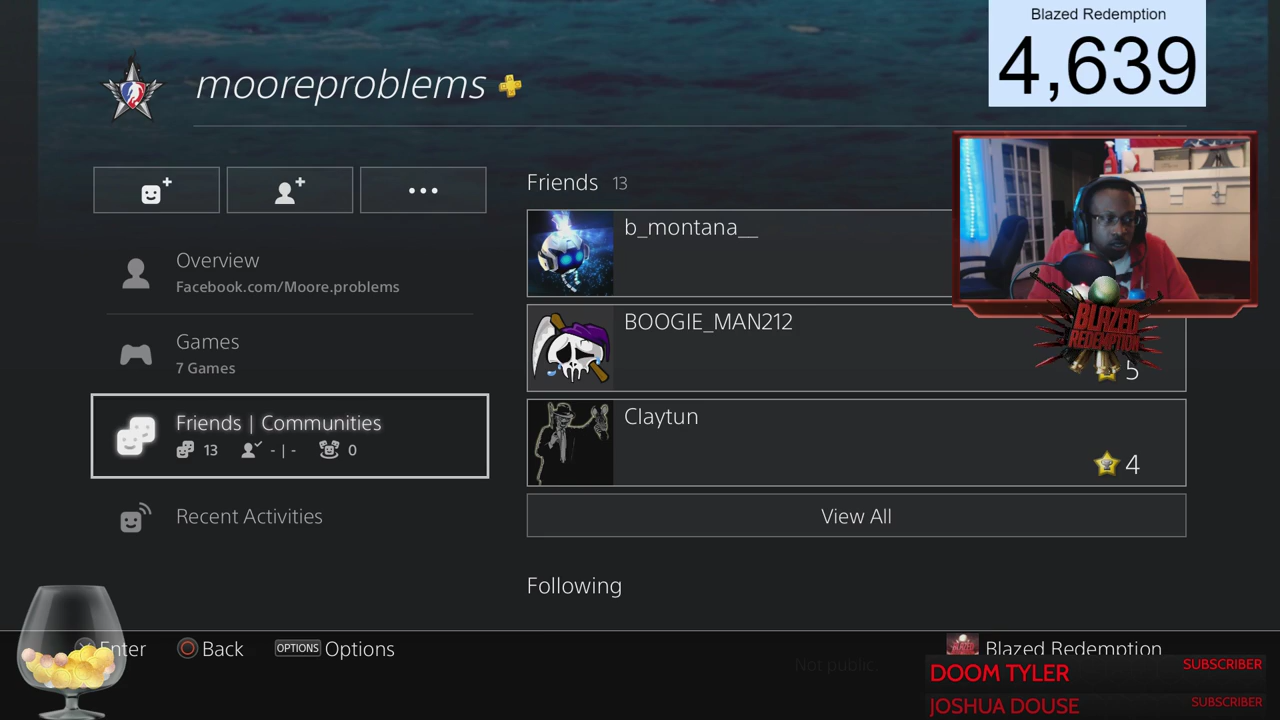 Blazed Redemption
4,639
mooreproblems
Friends 13
b_montana__
Overview
Facebook.com/Moore.problems
BOOGIE_MAN212
5
Games
7 Games
BLAZED
REDEMPTION
Friends | Communities
13 - | - 0
Claytun
4
View All
Recent Activities
Following
Enter
Back
OPTIONS Options
Not public.
Blazed Redemption
DOOM TYLER SUBSCRIBER
JOSHUA DOUSE SUBSCRIBER